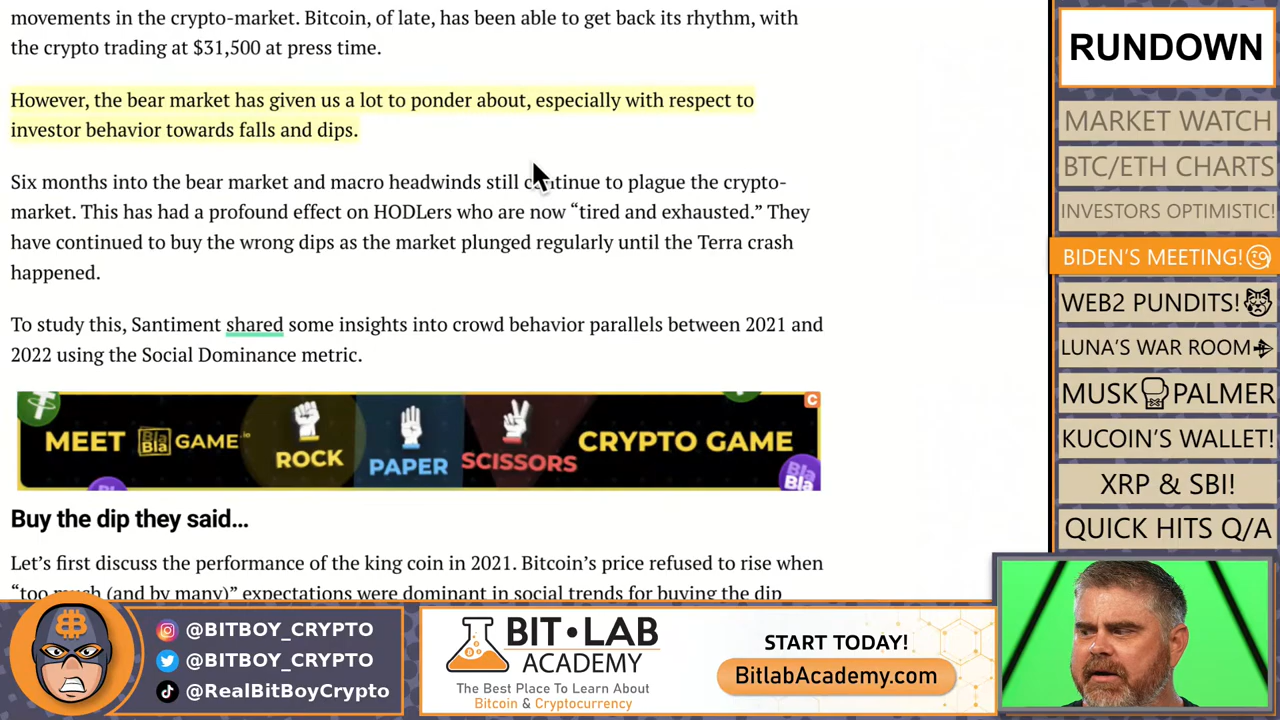 movements in the crypto-market. Bitcoin, of late, has been able to get back its rhythm, with
the crypto trading at $31,500 at press time.
However, the bear market has given us a lot to ponder about, especially with respect to
investor behavior towards falls and dips.
Six months into the bear market and macro headwinds still continue to plague the crypto-
market. This has had a profound effect on HODLers who are now “tired and exhausted.” They
have continued to buy the wrong dips as the market plunged regularly until the Terra crash
happened.
To study this, Santiment shared some insights into crowd behavior parallels between 2021 and
2022 using the Social Dominance metric.
MEET BlaBla GAME.ie ROCK PAPER SCISSORS CRYPTO GAME
C
Bla Bla
Buy the dip they said…
Let’s first discuss the performance of the king coin in 2021. Bitcoin’s price refused to rise when
“too much (and by many)” expectations were dominant in social trends for buying the dip
RUNDOWN
MARKET WATCH
BTC/ETH CHARTS
INVESTORS OPTIMISTIC!
BIDEN'S MEETING!
WEB2 PUNDITS!
LUNA'S WAR ROOM
MUSK PALMER
KUCOIN'S WALLET!
XRP & SBI!
QUICK HITS Q/A
@BITBOY_CRYPTO
@BITBOY_CRYPTO
@RealBitBoyCrypto
BIT•LAB
ACADEMY
The Best Place To Learn About
Bitcoin & Cryptocurrency
START TODAY!
BitlabAcademy.com